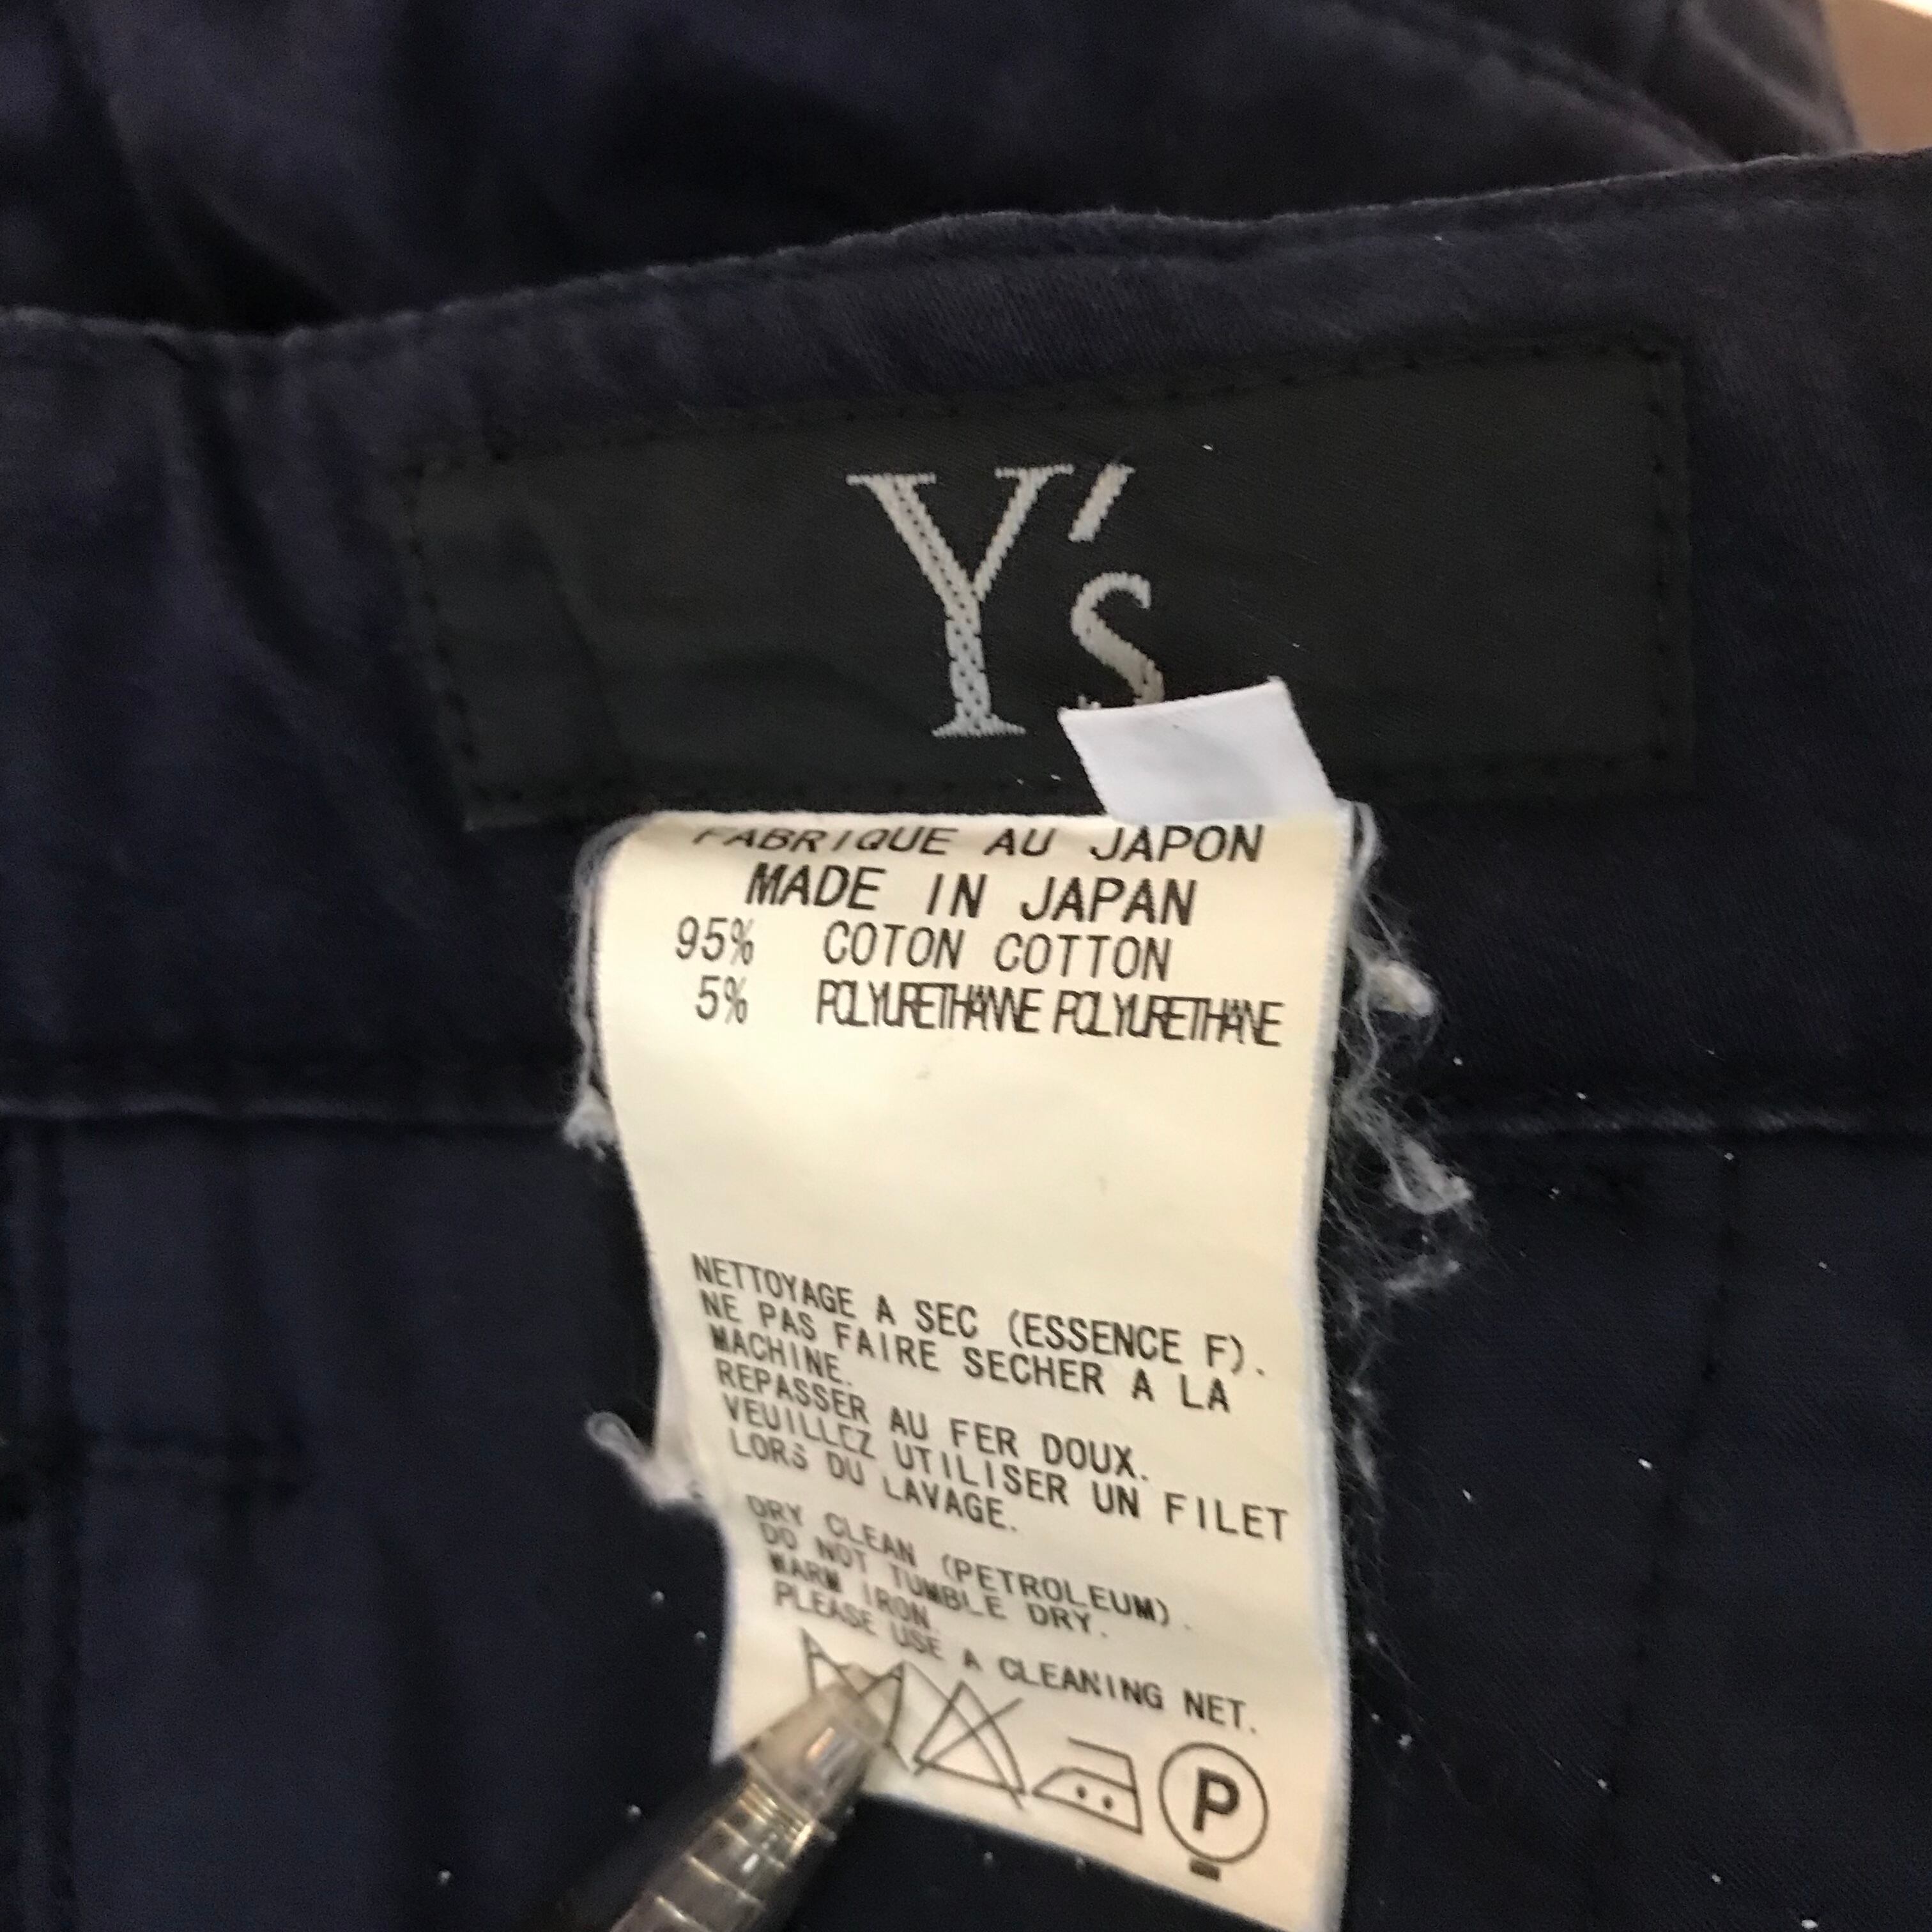 Y's
FABRIQUE AU JAPON
MADE IN JAPAN
95% COTON COTTON
5% POLYURETHANNE POLYURETHANE
NETTOYAGE A SEC (ESSENCE F).
NE PAS FAIRE SECHER A LA
MACHINE.
REPASSER AU FER DOUX.
VEUILLEZ UTILISER UN FILET
LORS DU LAVAGE.
DRY CLEAN (PETROLEUM).
DO NOT TUMBLE DRY.
WARM IRON.
PLEASE USE A CLEANING NET.
P